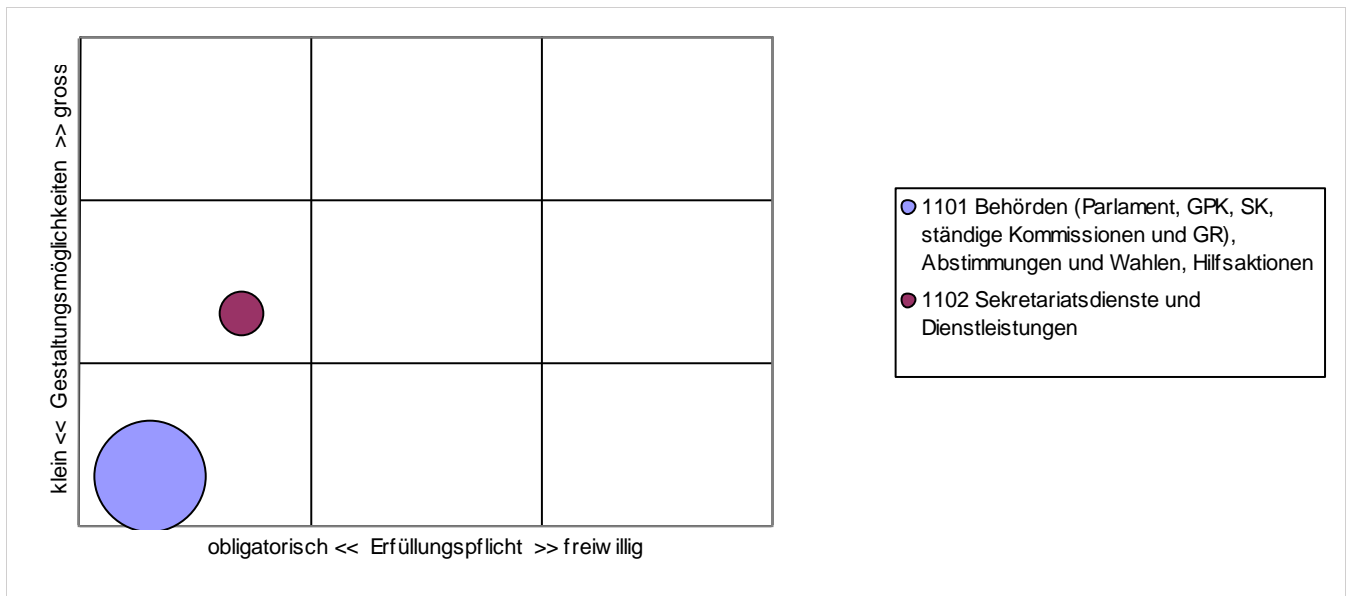 klein << Gestaltungsmöglichkeiten >> gross
obligatorisch << Erfüllungspflicht >> freiwillig
1101 Behörden (Parlament, GPK, SK,
ständige Kommissionen und GR),
Abstimmungen und Wahlen, Hilfsaktionen
1102 Sekretariatsdienste und
Dienstleistungen